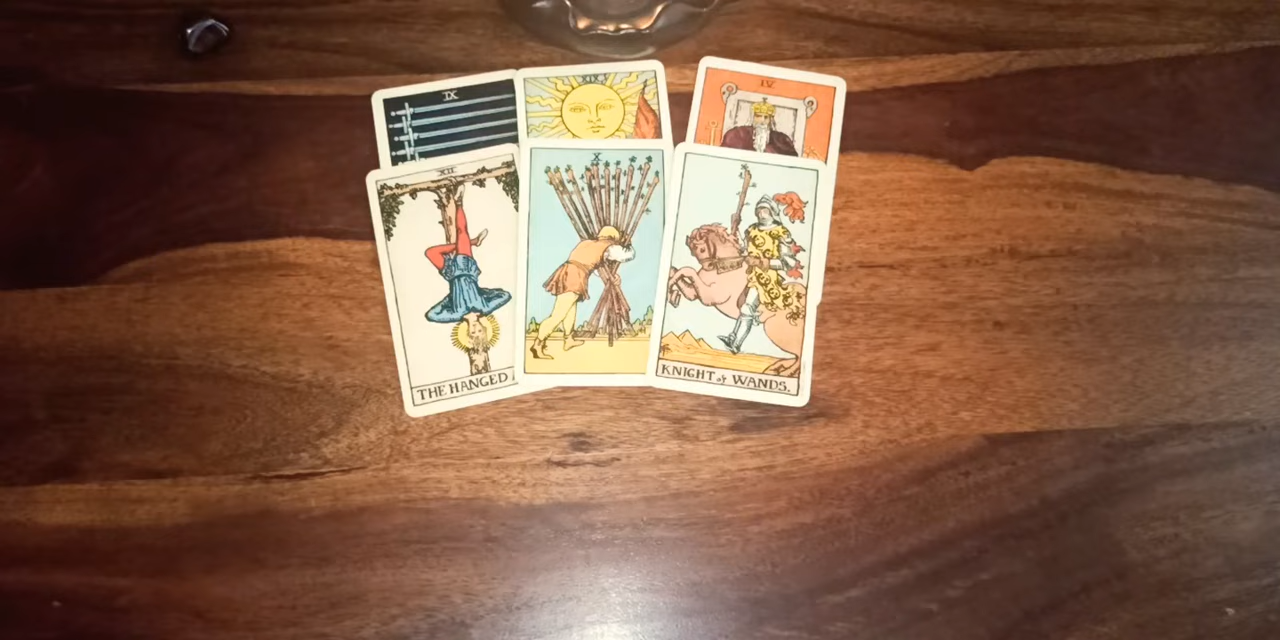 IX
XIX
IV
XII
X
THE HANGED
KNIGHT of WANDS.